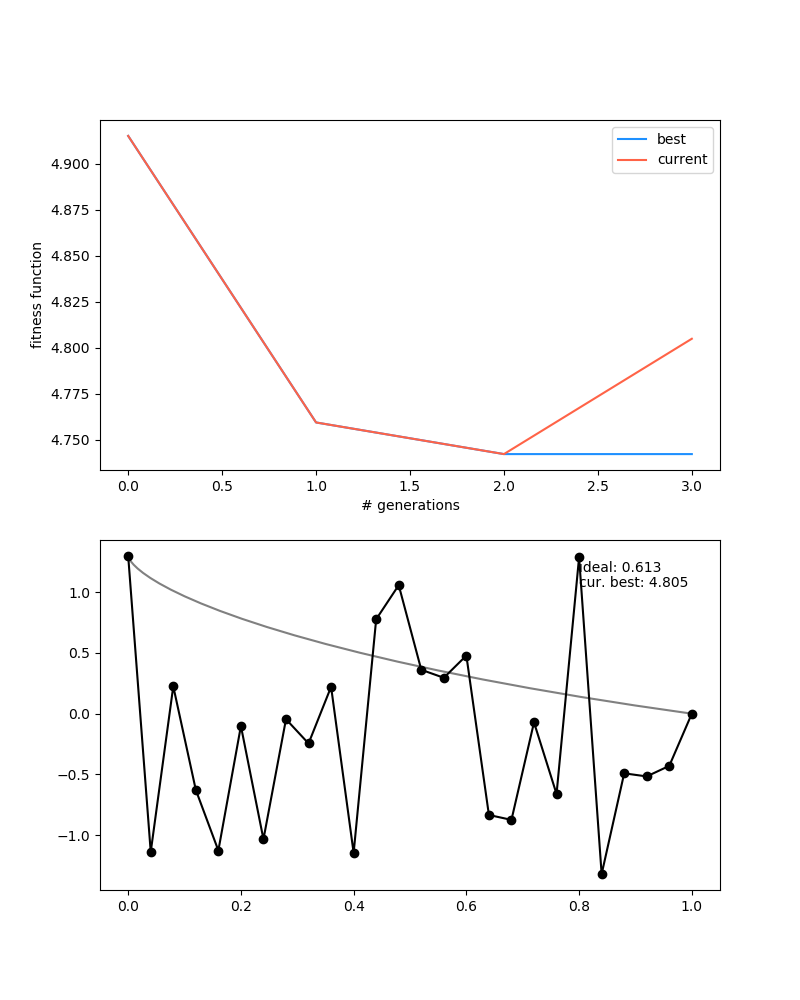 best
current
4.900
4.875
4.850
4.825
4.800
4.775
4.750
fitness function
0.0 0.5 1.0 1.5 2.0 2.5 3.0
# generations
ideal: 0.613
cur. best: 4.805
1.0
0.5
0.0
−0.5
−1.0
0.0 0.2 0.4 0.6 0.8 1.0